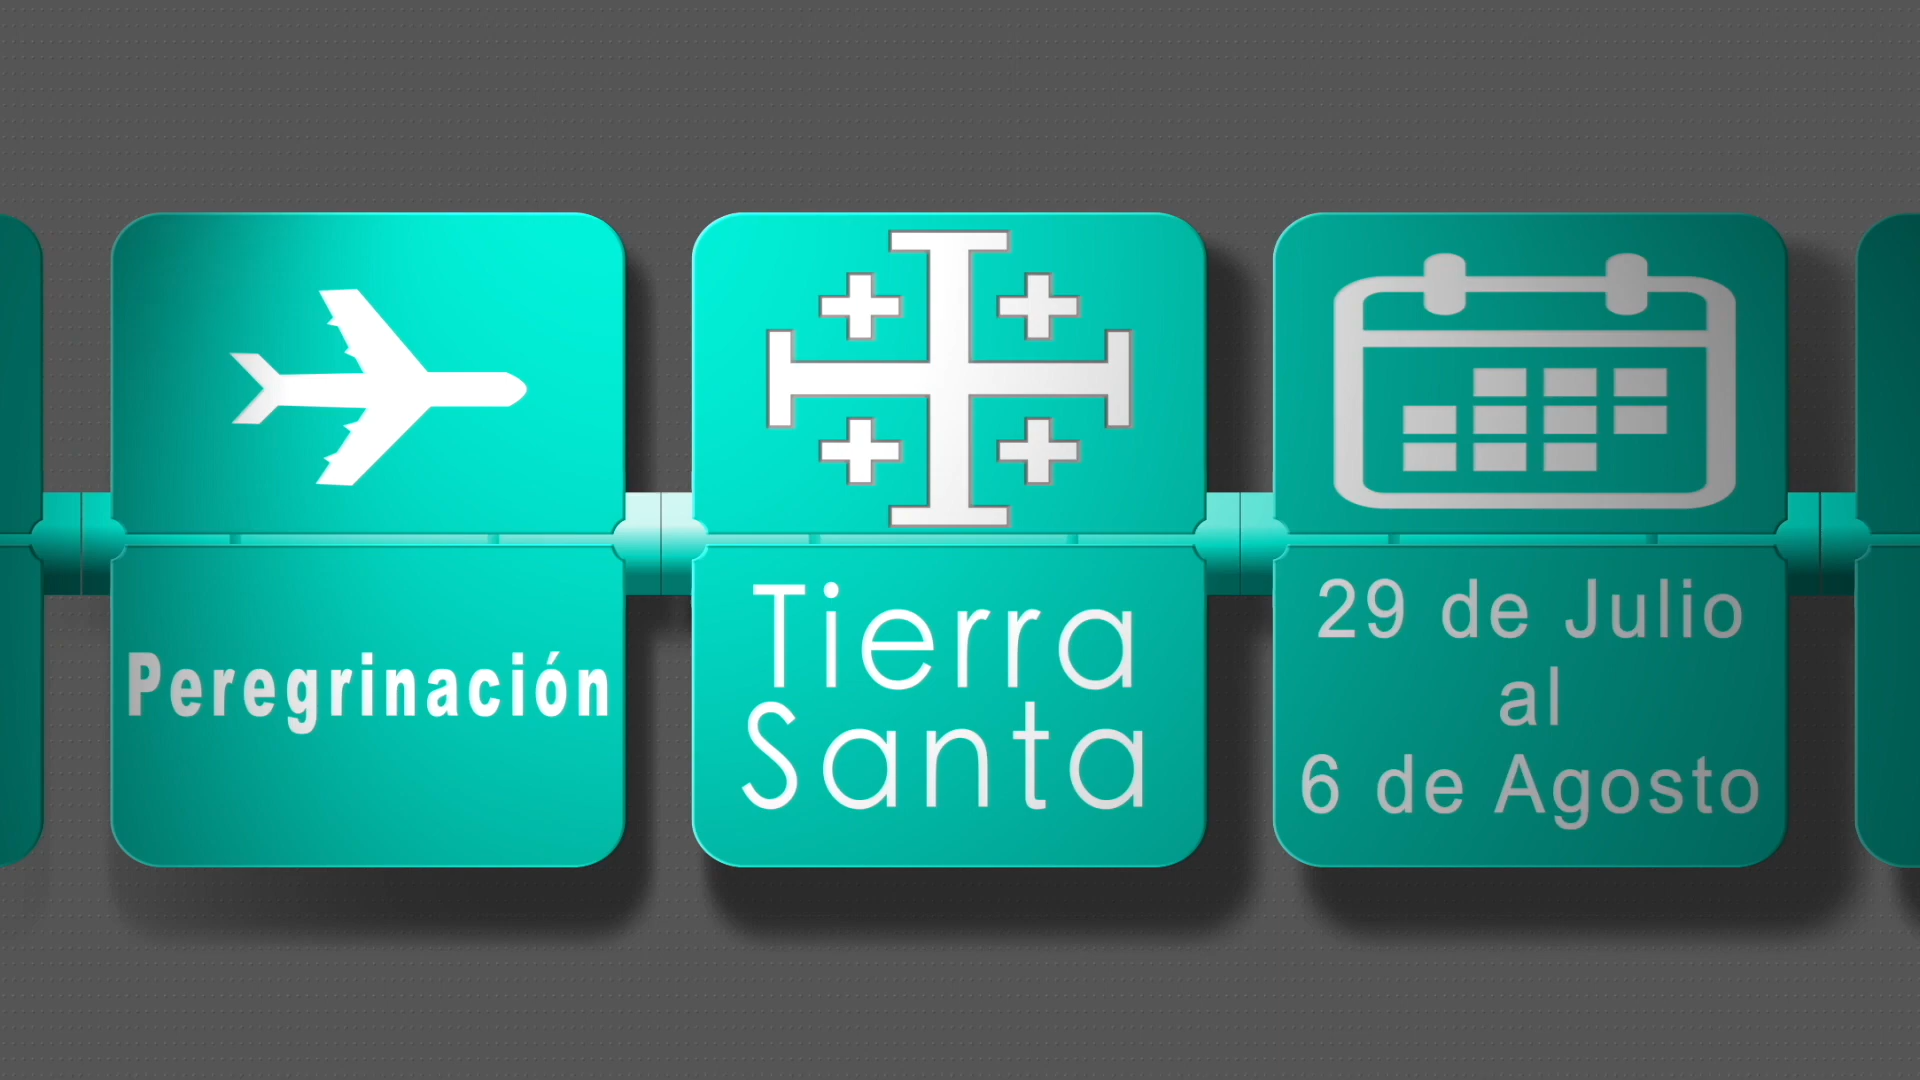 Peregrinación
Tierra
Santa
29 de Julio
al
6 de Agosto